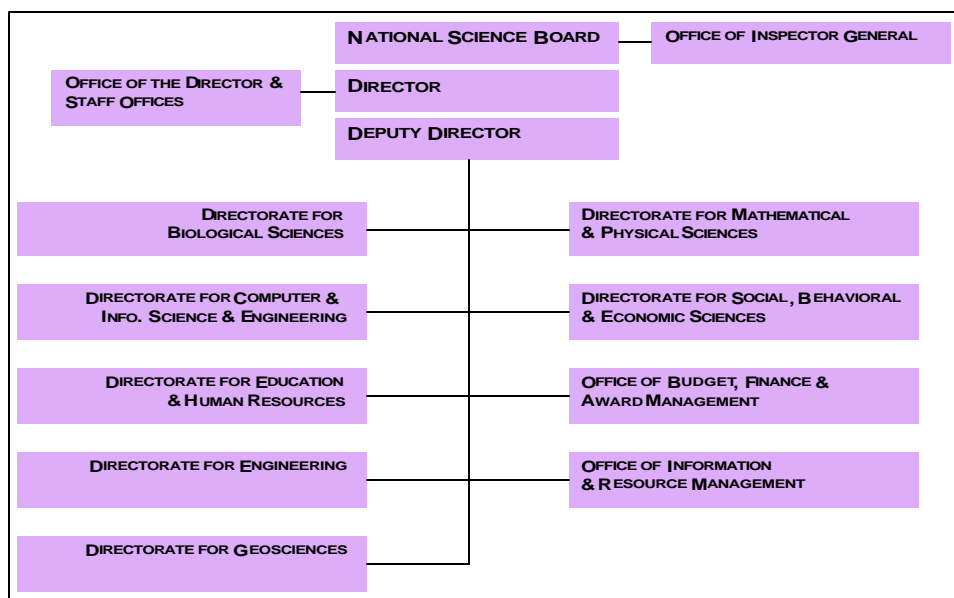 NATIONAL SCIENCE BOARD
OFFICE OF INSPECTOR GENERAL
OFFICE OF THE DIRECTOR &
STAFF OFFICES
DIRECTOR
DEPUTY DIRECTOR
DIRECTORATE FOR
BIOLOGICAL SCIENCES
DIRECTORATE FOR MATHEMATICAL
& PHYSICAL SCIENCES
DIRECTORATE FOR COMPUTER &
INFO. SCIENCE & ENGINEERING
DIRECTORATE FOR SOCIAL, BEHAVIORAL
& ECONOMIC SCIENCES
DIRECTORATE FOR EDUCATION
& HUMAN RESOURCES
OFFICE OF BUDGET, FINANCE &
AWARD MANAGEMENT
DIRECTORATE FOR ENGINEERING
OFFICE OF INFORMATION
& RESOURCE MANAGEMENT
DIRECTORATE FOR GEOSCIENCES